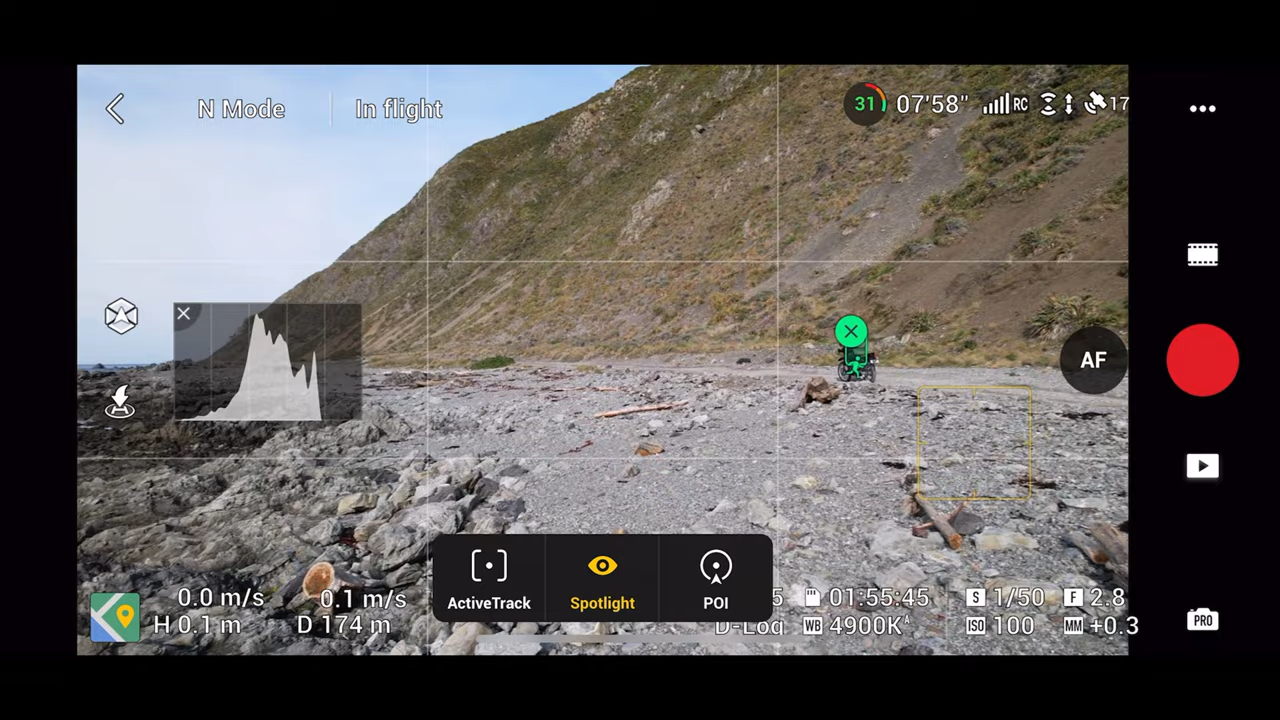 N Mode
In flight
31 07'58" RC 17
AF
ActiveTrack
Spotlight
POI
0.0 m/s 0.1 m/s
H 0.1 m D 174 m
5 01:55:45 S 1/50 F 2.8
D-Log WB 4900K A ISO 100 MM +0.3
PRO